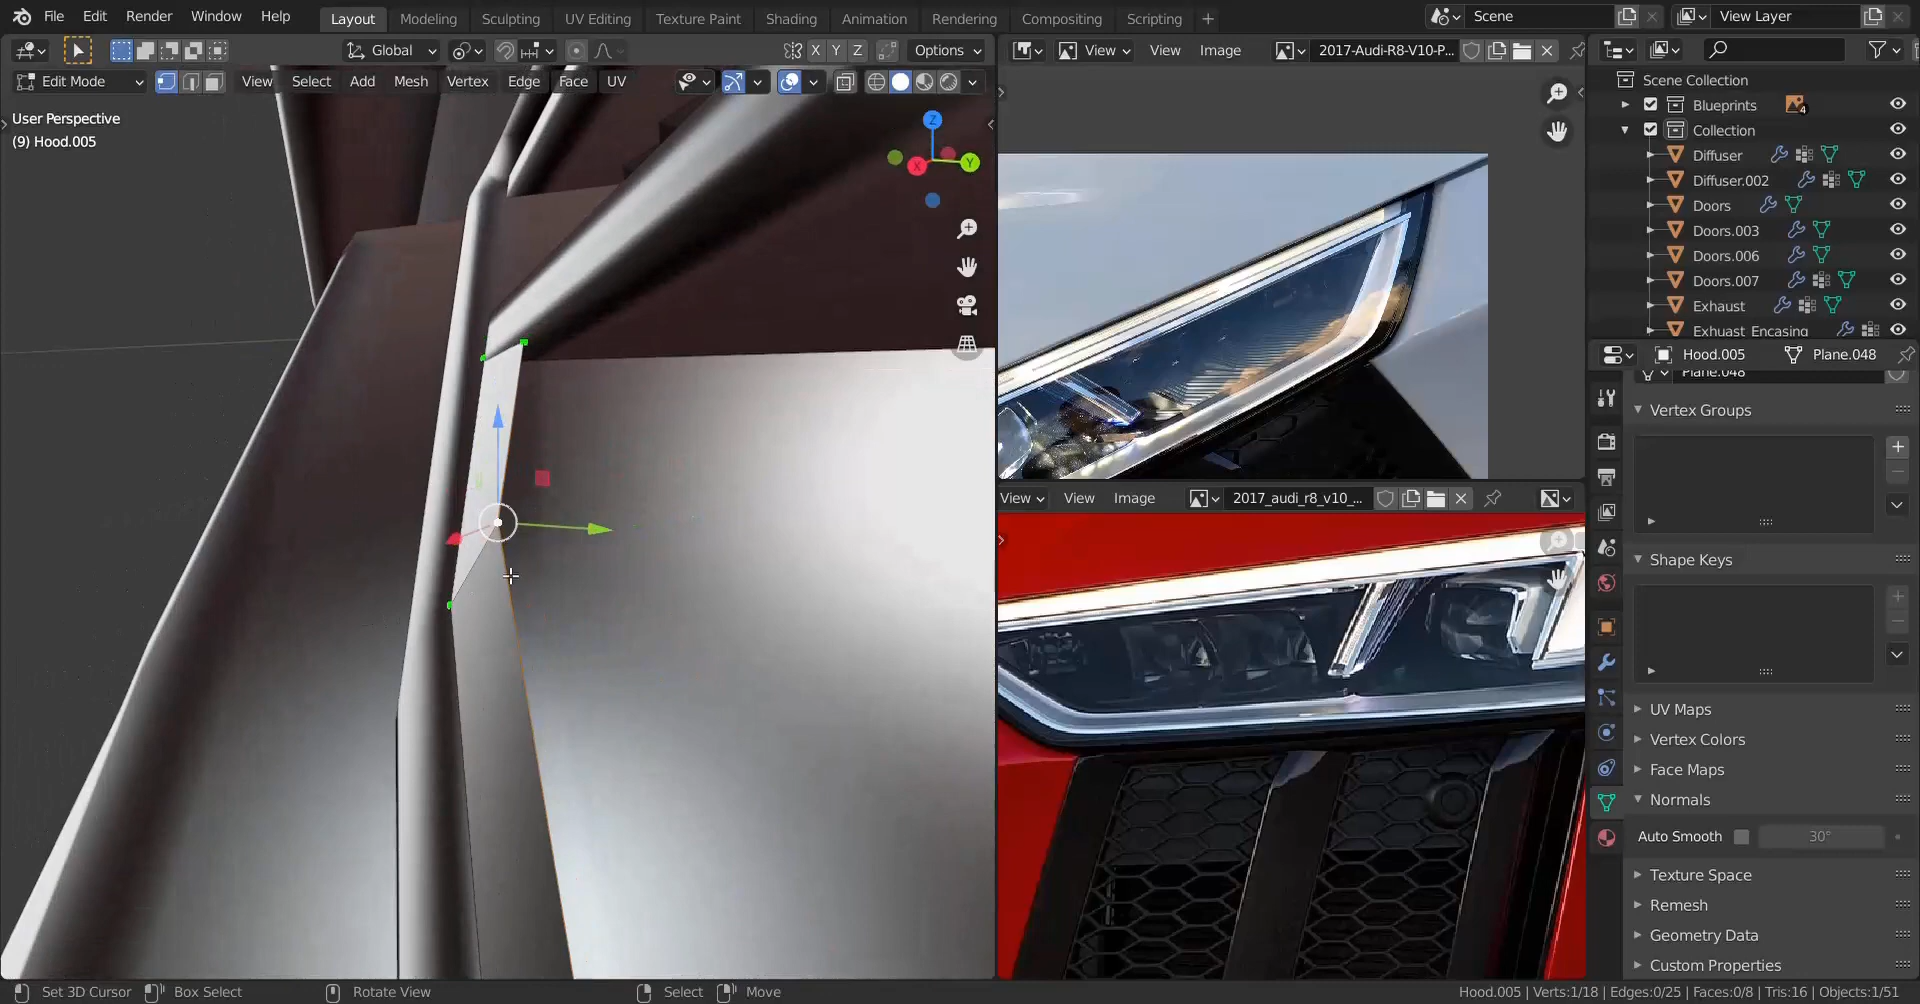 File Edit Render Window Help Layout Modeling Sculpting UV Editing Texture Paint Shading Animation Rendering Compositing Scripting + Scene View Layer
Global X Y Z Options View View Image 2017-Audi-R8-V10-P...
Edit Mode View Select Add Mesh Vertex Edge Face UV
User Perspective
(9) Hood.005
Z
X
Y
View View Image 2017_audi_r8_v10_...
Scene Collection
Blueprints 4
Collection
Diffuser
Diffuser.002
Doors
Doors.003
Doors.006
Doors.007
Exhaust
Exhuast Encasing
Hood.005 Plane.048
Plane.048
Vertex Groups
Shape Keys
UV Maps
Vertex Colors
Face Maps
Normals
Auto Smooth 30°
Texture Space
Remesh
Geometry Data
Custom Properties
Set 3D Cursor Box Select Rotate View Select Move Hood.005 | Verts:1/18 | Edges:0/25 | Faces:0/8 | Tris:16 | Objects:1/51